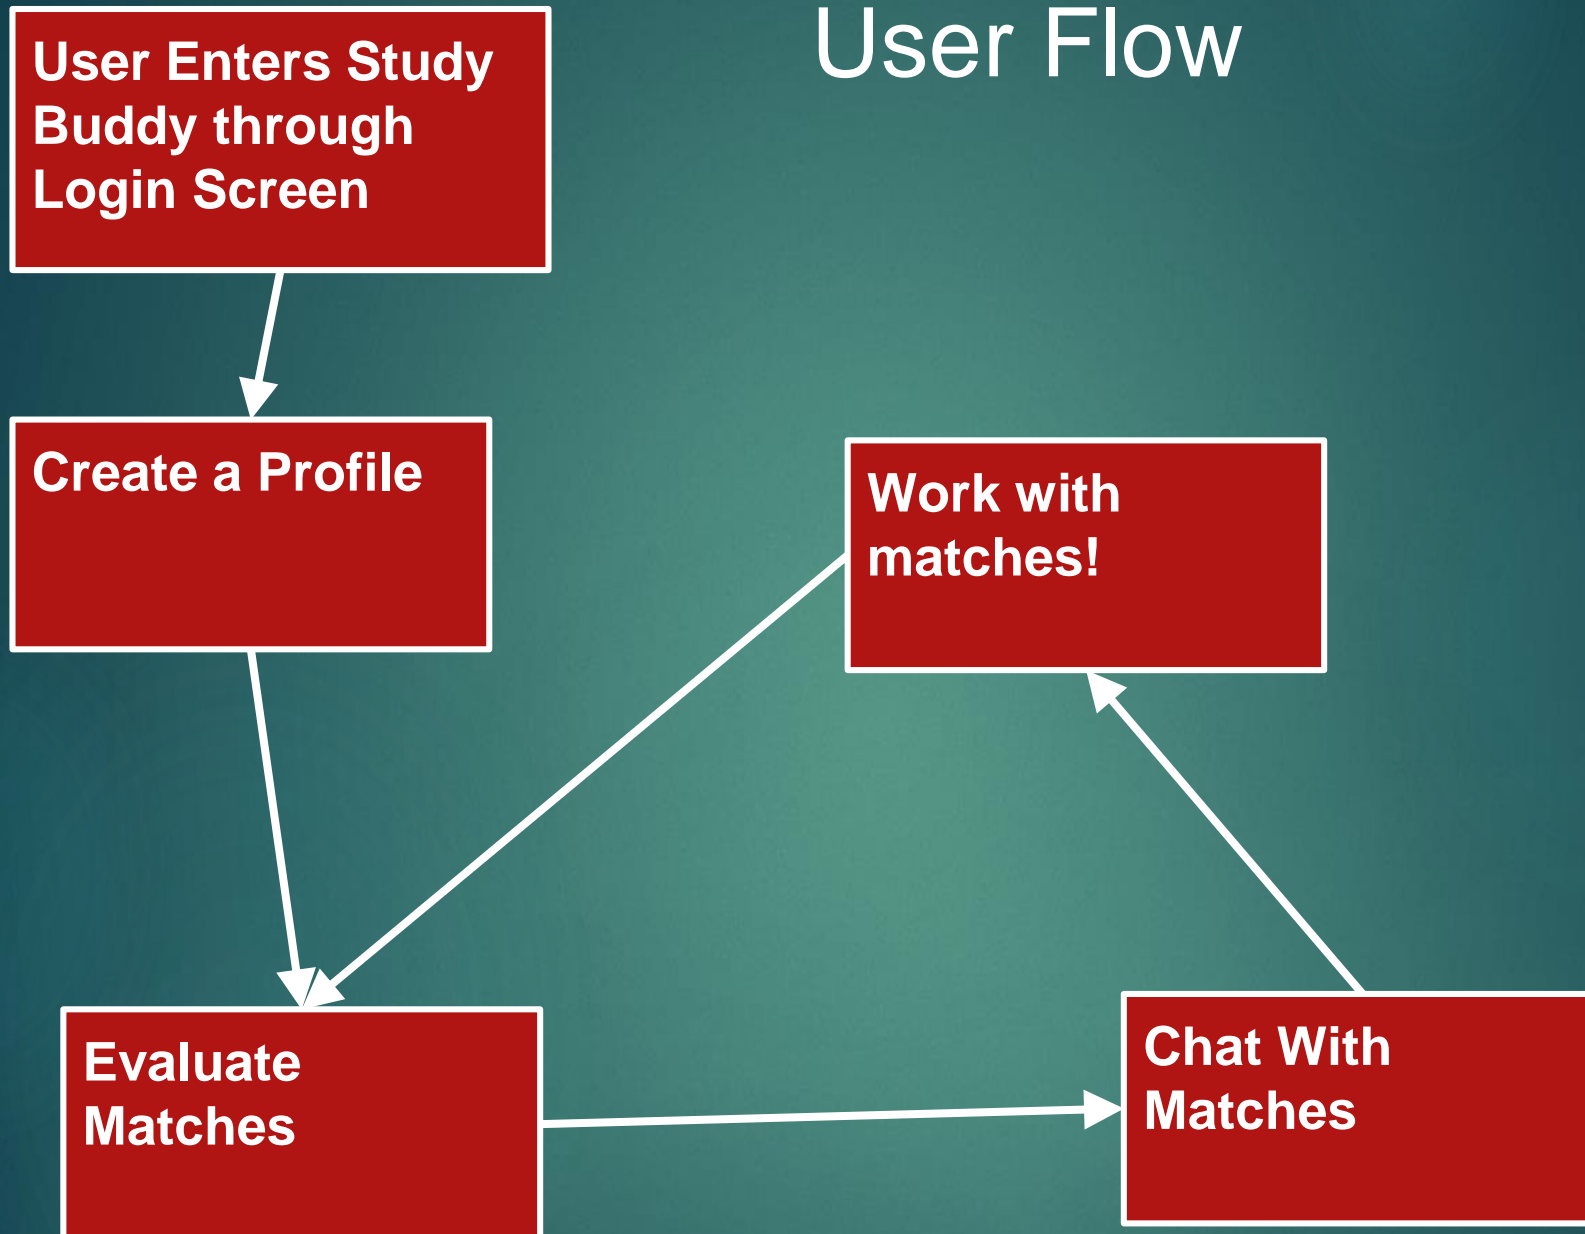 User Flow
User Enters Study
Buddy through
Login Screen
Create a Profile
Work with
matches!
Evaluate
Matches
Chat With
Matches